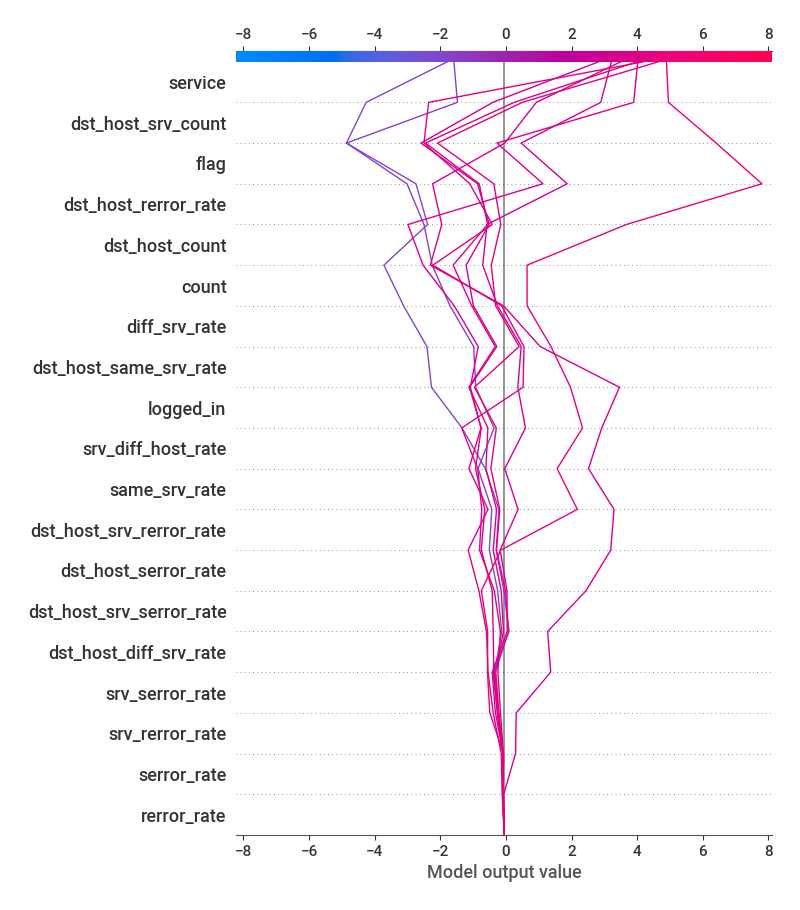 −8 −6 −4 −2 0 2 4 6 8
service
dst_host_srv_count
flag
dst_host_rerror_rate
dst_host_count
count
diff_srv_rate
dst_host_same_srv_rate
logged_in
srv_diff_host_rate
same_srv_rate
dst_host_srv_rerror_rate
dst_host_serror_rate
dst_host_srv_serror_rate
dst_host_diff_srv_rate
srv_serror_rate
srv_rerror_rate
serror_rate
rerror_rate
−8 −6 −4 −2 0 2 4 6 8
Model output value